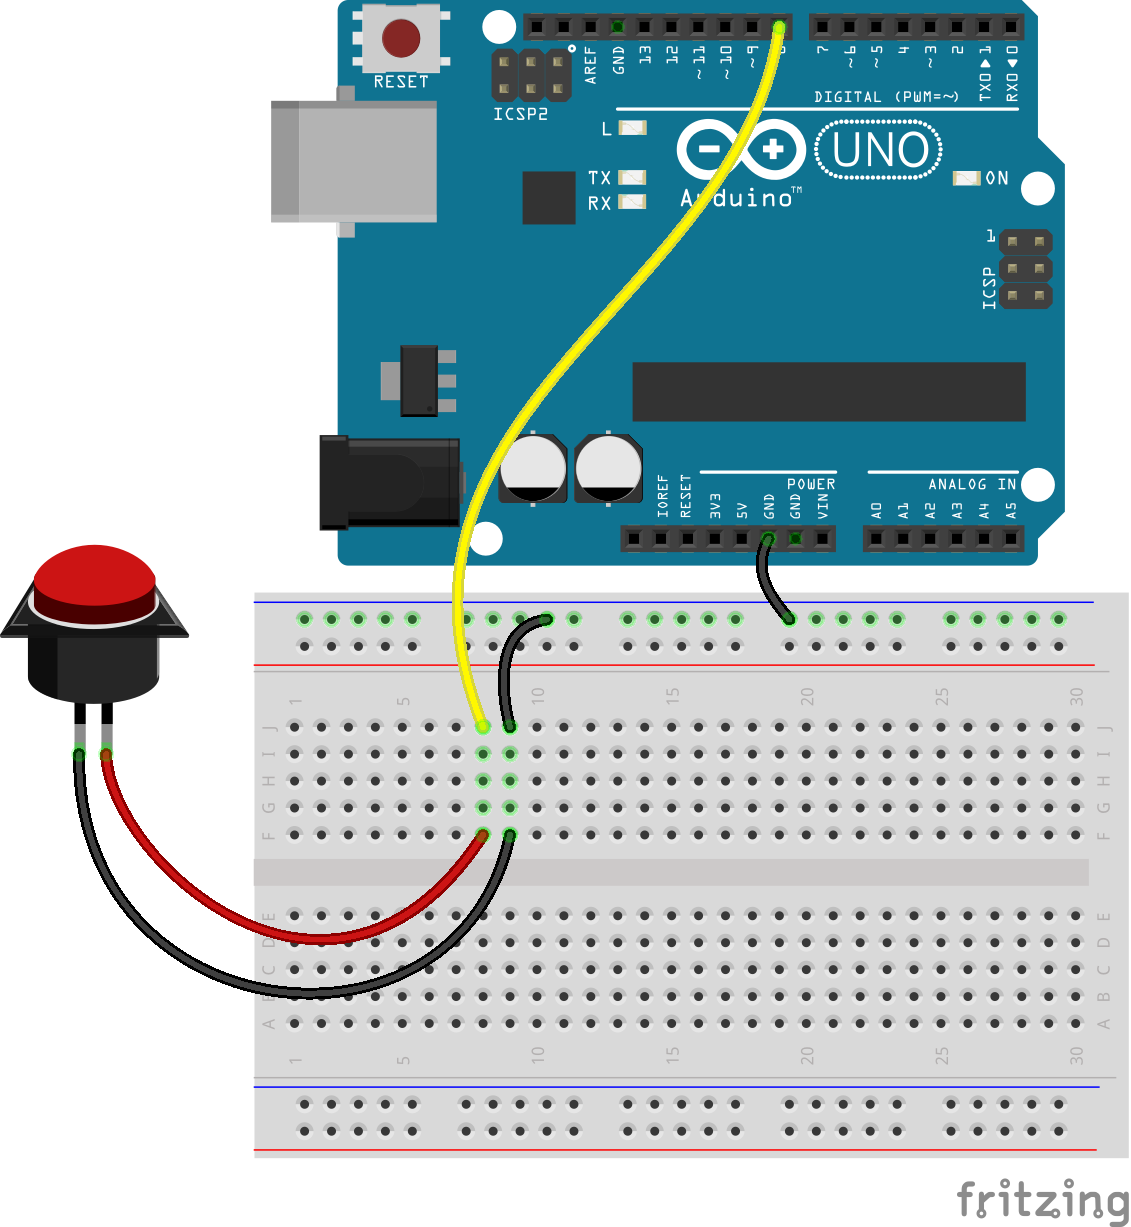 RESET
ICSP2
AREF
GND
13
12
~11
~10
~9
8
7
~6
~5
4
~3
2
TX0▶1
RX0◀0
DIGITAL (PWM=~)
L
TX
RX
Arduino™
UNO
ON
1
ICSP
POWER
ANALOG IN
IOREF
RESET
3V3
5V
GND
GND
VIN
A0
A1
A2
A3
A4
A5
1 5 10 15 20 25 30
J J
I I
H H
G G
F F
E E
D D
C C
B B
A A
1 5 10 15 20 25 30
fritzing